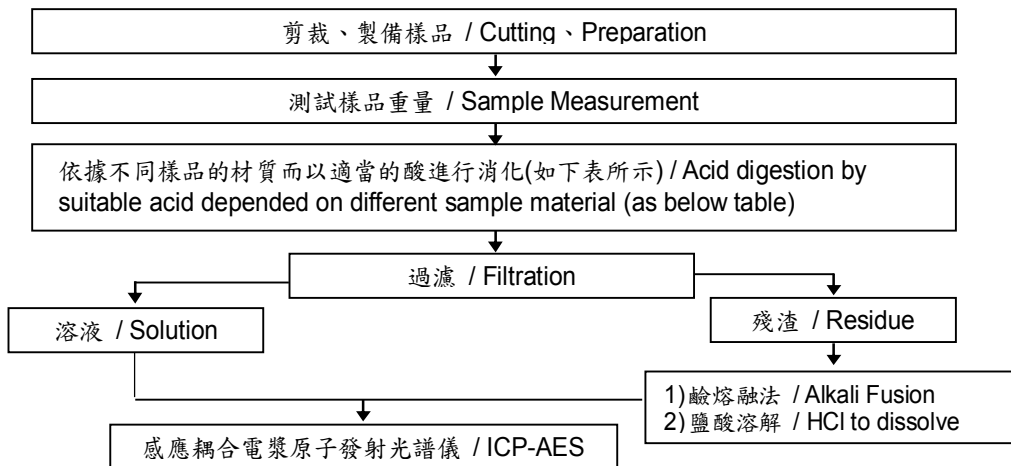 剪裁、製備樣品 / Cutting、Preparation
測試樣品重量 / Sample Measurement
依據不同樣品的材質而以適當的酸進行消化(如下表所示) / Acid digestion by
suitable acid depended on different sample material (as below table)
過濾 / Filtration
溶液 / Solution
殘渣 / Residue
1)鹼熔融法 / Alkali Fusion
2)鹽酸溶解 / HCl to dissolve
感應耦合電漿原子發射光譜儀 / ICP-AES